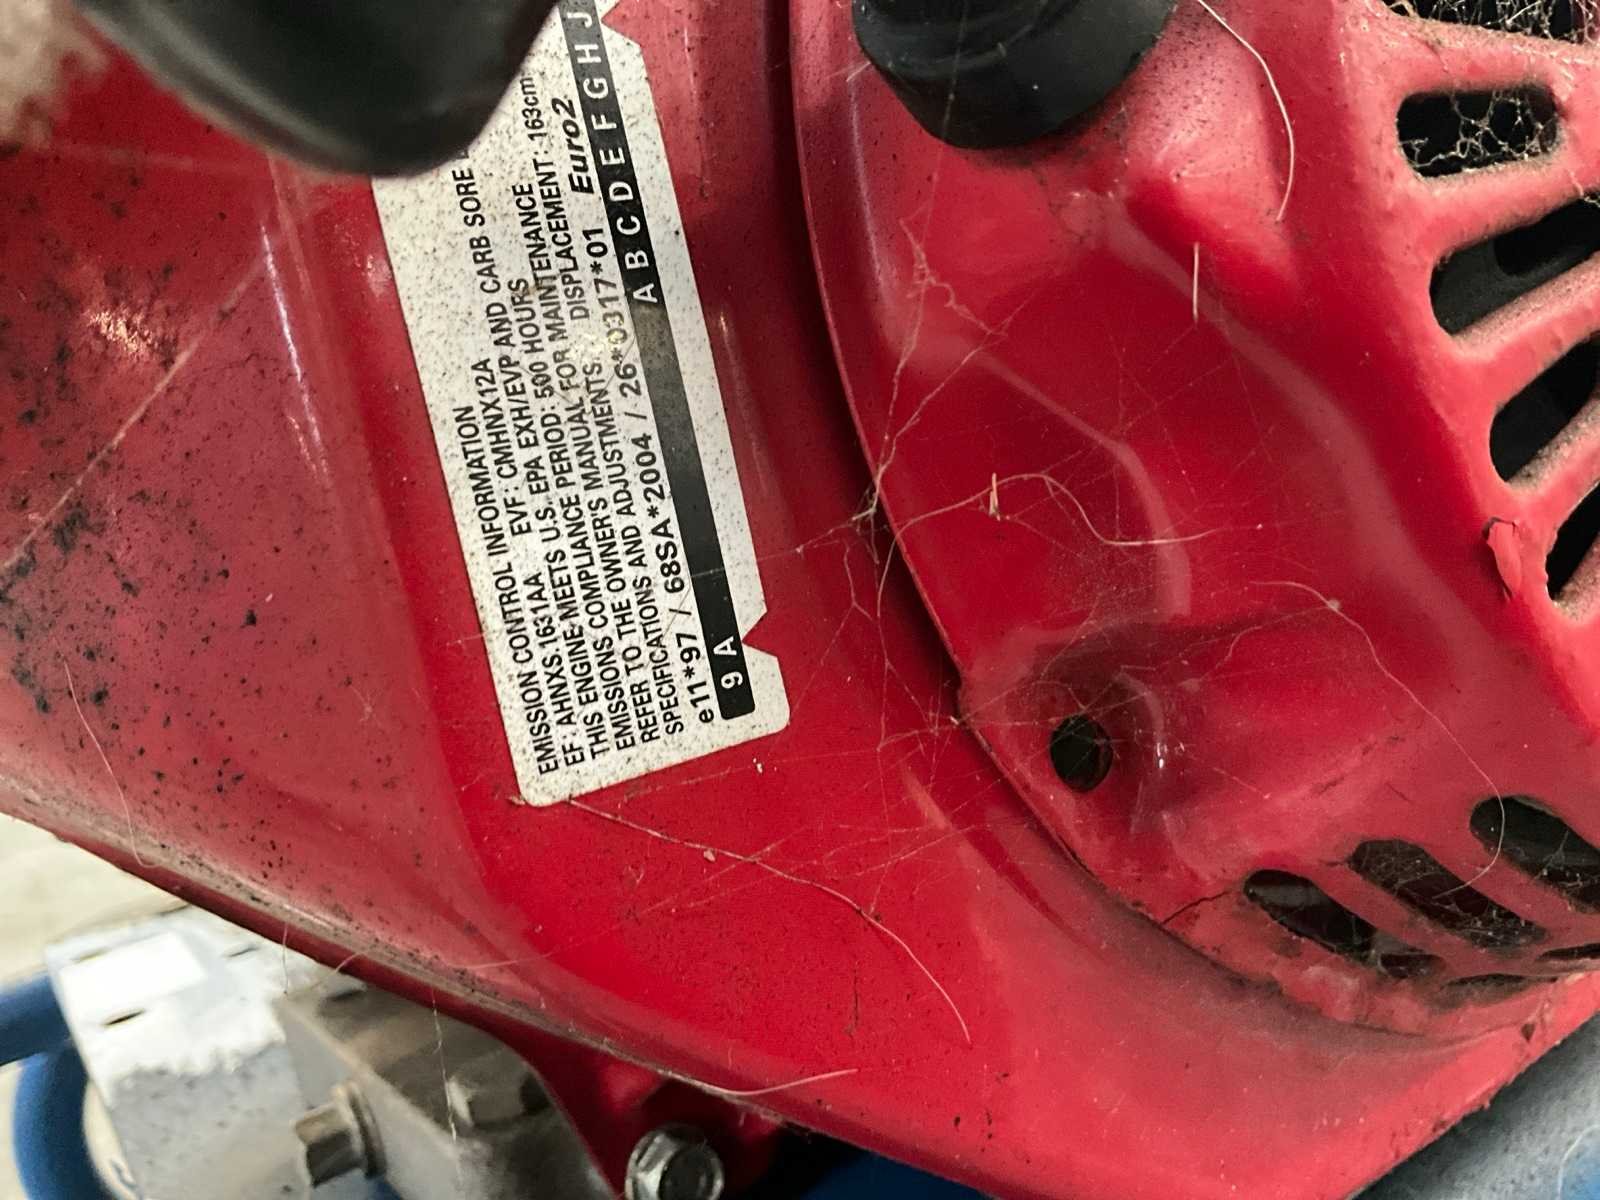 EMISSION CONTROL INFORMATION
EF: AHNXS.1631AA EVF: CMHNX12A
THIS ENGINE MEETS U.S. EPA EXH/EVP AND CARB SORE
EMISSIONS COMPLIANCE PERIOD: 500 HOURS
REFER TO THE OWNER'S MANUAL FOR MAINTENANCE
SPECIFICATIONS AND ADJUSTMENTS. DISPLACEMENT: 163cm
e11*97 / 68SA*2004 / 26*0317*01 Euro2
9 A A B C D E F G H J